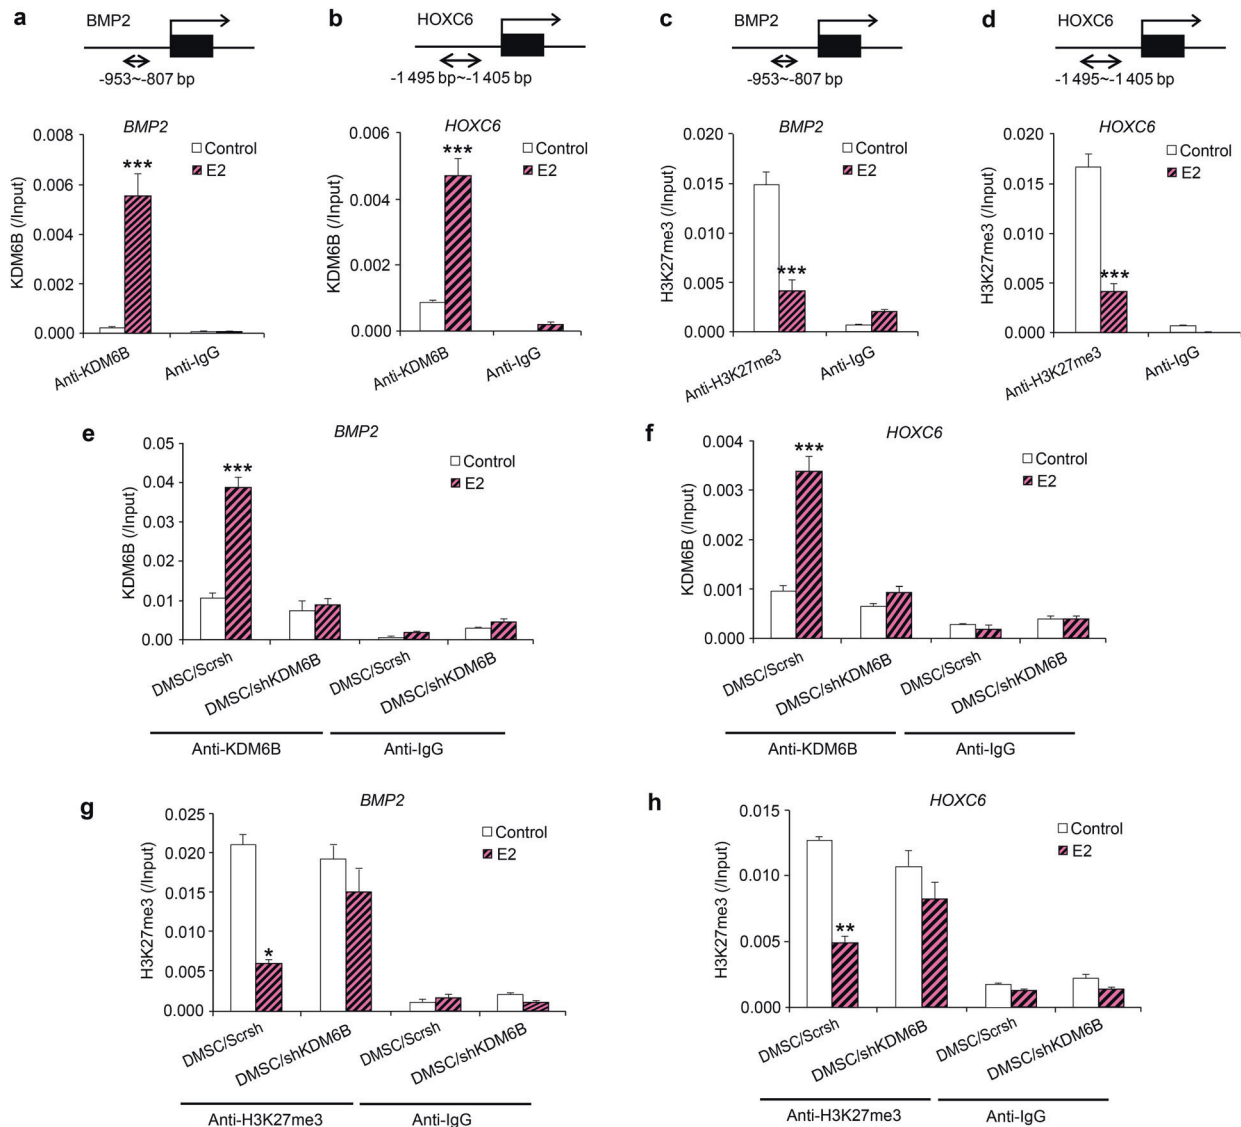 a
BMP2
-953~-807 bp
BMP2
0.008
0.006
0.004
0.002
0.000
KDM6B (/Input)
***
Control
E2
Anti-KDM6B
Anti-IgG
b
HOXC6
-1 495 bp~-1 405 bp
HOXC6
0.006
0.004
0.002
0.000
KDM6B (/Input)
***
Control
E2
Anti-KDM6B
Anti-IgG
c
BMP2
-953~-807 bp
BMP2
0.020
0.015
0.010
0.005
0.000
H3K27me3 (/Input)
***
Control
E2
Anti-H3K27me3
Anti-IgG
d
HOXC6
-1 495~-1 405 bp
HOXC6
0.020
0.015
0.010
0.005
0.000
H3K27me3 (/Input)
***
Control
E2
Anti-H3K27me3
Anti-IgG
e
BMP2
0.05
0.04
0.03
0.02
0.01
0.00
KDM6B (/Input)
***
Control
E2
DMSC/Scrsh
DMSC/shKDM6B
DMSC/Scrsh
DMSC/shKDM6B
Anti-KDM6B
Anti-IgG
f
HOXC6
0.004
0.003
0.002
0.001
0.000
KDM6B (/Input)
***
Control
E2
DMSC/Scrsh
DMSC/shKDM6B
DMSC/Scrsh
DMSC/shKDM6B
Anti-KDM6B
Anti-IgG
g
BMP2
0.025
0.020
0.015
0.010
0.005
0.000
H3K27me3 (/Input)
*
Control
E2
DMSC/Scrsh
DMSC/shKDM6B
DMSC/Scrsh
DMSC/shKDM6B
Anti-H3K27me3
Anti-IgG
h
HOXC6
0.015
0.010
0.005
0.000
H3K27me3 (/Input)
**
Control
E2
DMSC/Scrsh
DMSC/shKDM6B
DMSC/Scrsh
DMSC/shKDM6B
Anti-H3K27me3
Anti-IgG